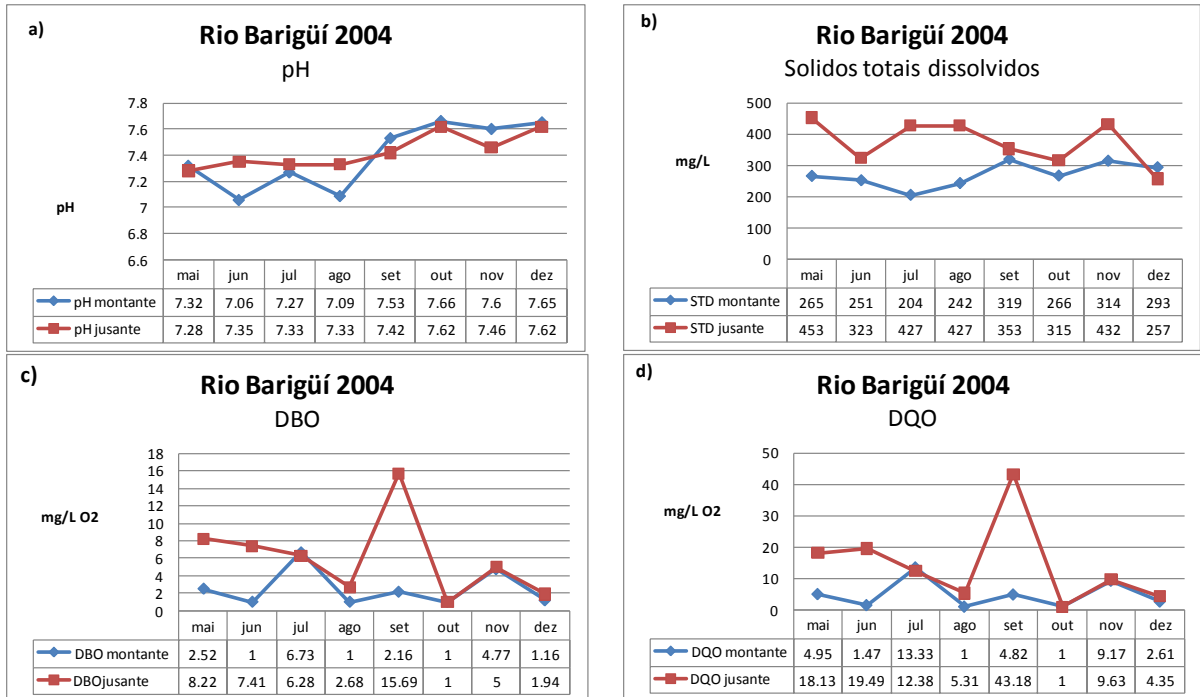 a)
Rio Barigüí 2004
pH
7.8
7.6
7.4
7.2
7
6.8
6.6
pH
mai jun jul ago set out nov dez
pH montante 7.32 7.06 7.27 7.09 7.53 7.66 7.6 7.65
pH jusante 7.28 7.35 7.33 7.33 7.42 7.62 7.46 7.62
b)
Rio Barigüí 2004
Solidos totais dissolvidos
500
400
300
200
100
0
mg/L
mai jun jul ago set out nov dez
STD montante 265 251 204 242 319 266 314 293
STD jusante 453 323 427 427 353 315 432 257
c)
Rio Barigüí 2004
DBO
18
16
14
12
10
8
6
4
2
0
mg/L O2
mai jun jul ago set out nov dez
DBO montante 2.52 1 6.73 1 2.16 1 4.77 1.16
DBO jusante 8.22 7.41 6.28 2.68 15.69 1 5 1.94
d)
Rio Barigüí 2004
DQO
50
40
30
20
10
0
mg/L O2
mai jun jul ago set out nov dez
DQO montante 4.95 1.47 13.33 1 4.82 1 9.17 2.61
DQO jusante 18.13 19.49 12.38 5.31 43.18 1 9.63 4.35